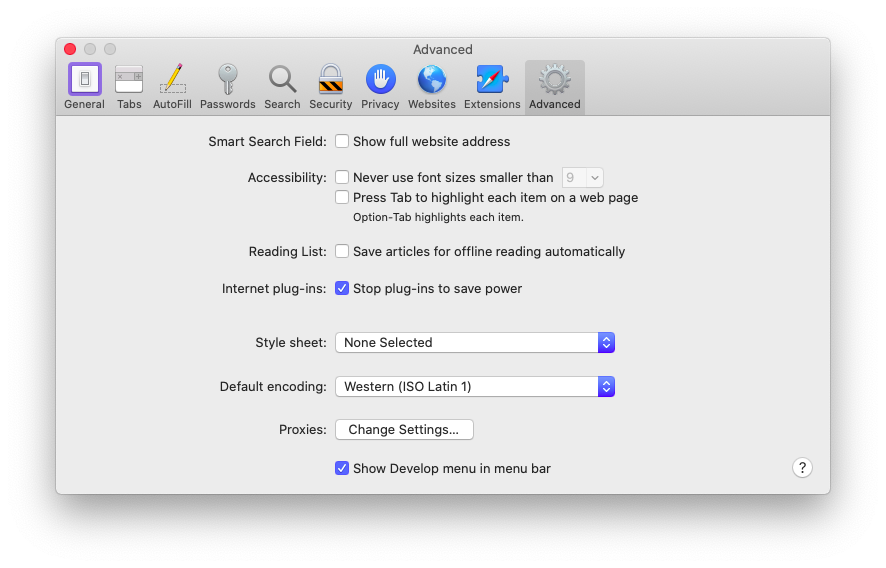 Advanced
General Tabs AutoFill Passwords Search Security Privacy Websites Extensions Advanced
Smart Search Field: Show full website address
Accessibility: Never use font sizes smaller than 9
Press Tab to highlight each item on a web page
Option-Tab highlights each item.
Reading List: Save articles for offline reading automatically
Internet plug-ins: Stop plug-ins to save power
Style sheet: None Selected
Default encoding: Western (ISO Latin 1)
Proxies: Change Settings...
Show Develop menu in menu bar
?